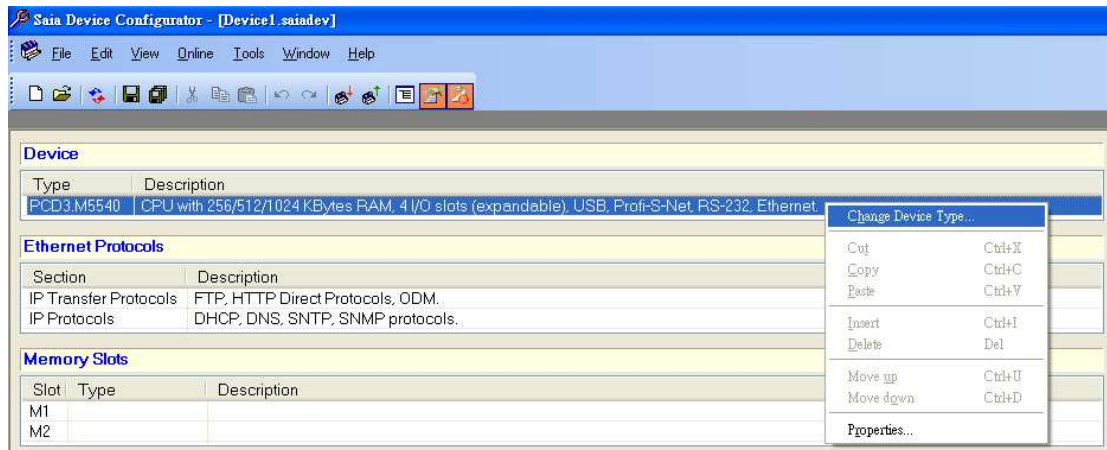 Saia Device Configurator - [Device1.saiadev]
File Edit View Online Tools Window Help
Device
Type Description
PCD3.M5540 CPU with 256/512/1024 KBytes RAM, 4 I/O slots (expandable), USB, Profi-S-Net, RS-232, Ethernet.
Ethernet Protocols
Section Description
IP Transfer Protocols FTP, HTTP Direct Protocols, ODM.
IP Protocols DHCP, DNS, SNTP, SNMP protocols.
Memory Slots
Slot Type Description
M1
M2
Change Device Type...
Cut Ctrl+X
Copy Ctrl+C
Paste Ctrl+V
Insert Ctrl+I
Delete Del
Move up Ctrl+U
Move down Ctrl+D
Properties...